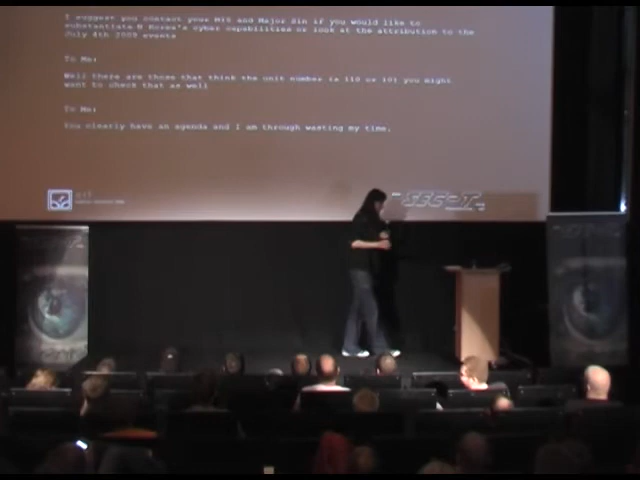 I suggest you contact your NIS and Major Sin if you would like to
substantiate N Korea's cyber capabilities or look at the attribution to the
July 4th 2009 events
To Me:
Well there are those that think the unit number is 110 or 101 you might
want to check that as well
To Me:
You clearly have an agenda and I am through wasting my time.
SEC-T